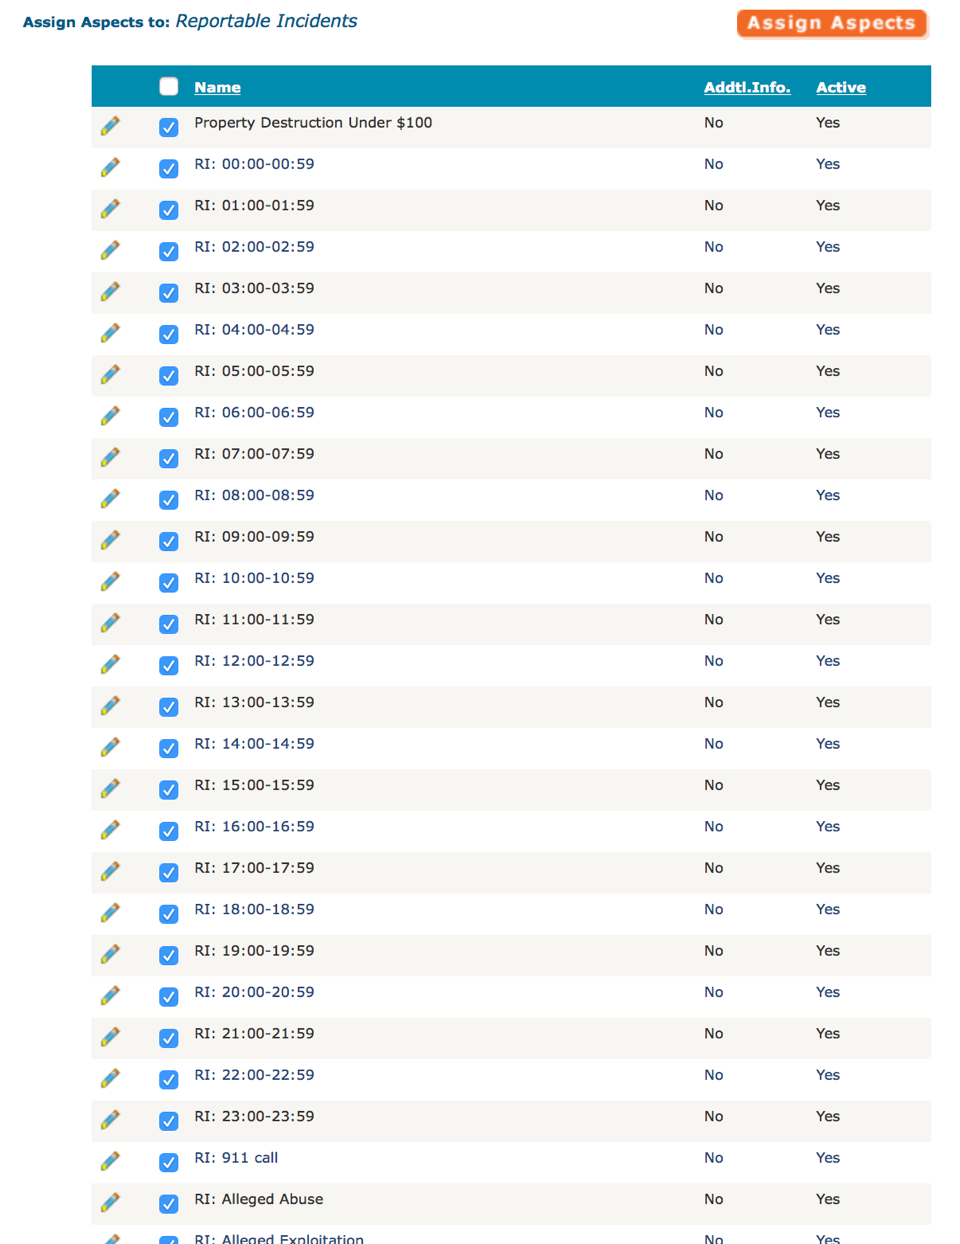 Assign Aspects to: Reportable Incidents Assign Aspects
Name Addtl.Info. Active
Property Destruction Under $100 No Yes
RI: 00:00-00:59 No Yes
RI: 01:00-01:59 No Yes
RI: 02:00-02:59 No Yes
RI: 03:00-03:59 No Yes
RI: 04:00-04:59 No Yes
RI: 05:00-05:59 No Yes
RI: 06:00-06:59 No Yes
RI: 07:00-07:59 No Yes
RI: 08:00-08:59 No Yes
RI: 09:00-09:59 No Yes
RI: 10:00-10:59 No Yes
RI: 11:00-11:59 No Yes
RI: 12:00-12:59 No Yes
RI: 13:00-13:59 No Yes
RI: 14:00-14:59 No Yes
RI: 15:00-15:59 No Yes
RI: 16:00-16:59 No Yes
RI: 17:00-17:59 No Yes
RI: 18:00-18:59 No Yes
RI: 19:00-19:59 No Yes
RI: 20:00-20:59 No Yes
RI: 21:00-21:59 No Yes
RI: 22:00-22:59 No Yes
RI: 23:00-23:59 No Yes
RI: 911 call No Yes
RI: Alleged Abuse No Yes
RI: Alleged Exploitation No Yes